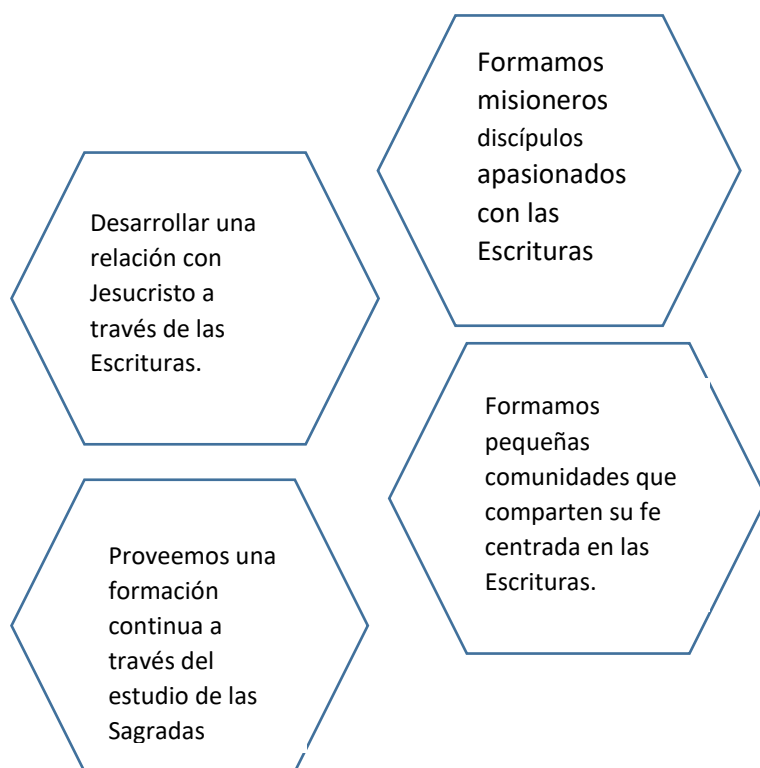 Formamos
misioneros
discípulos
apasionados
con las
Escrituras
Desarrollar una
relación con
Jesucristo a
través de las
Escrituras.
Formamos
pequeñas
comunidades que
comparten su fe
centrada en las
Escrituras.
Proveemos una
formación
continua a
través del
estudio de las
Sagradas